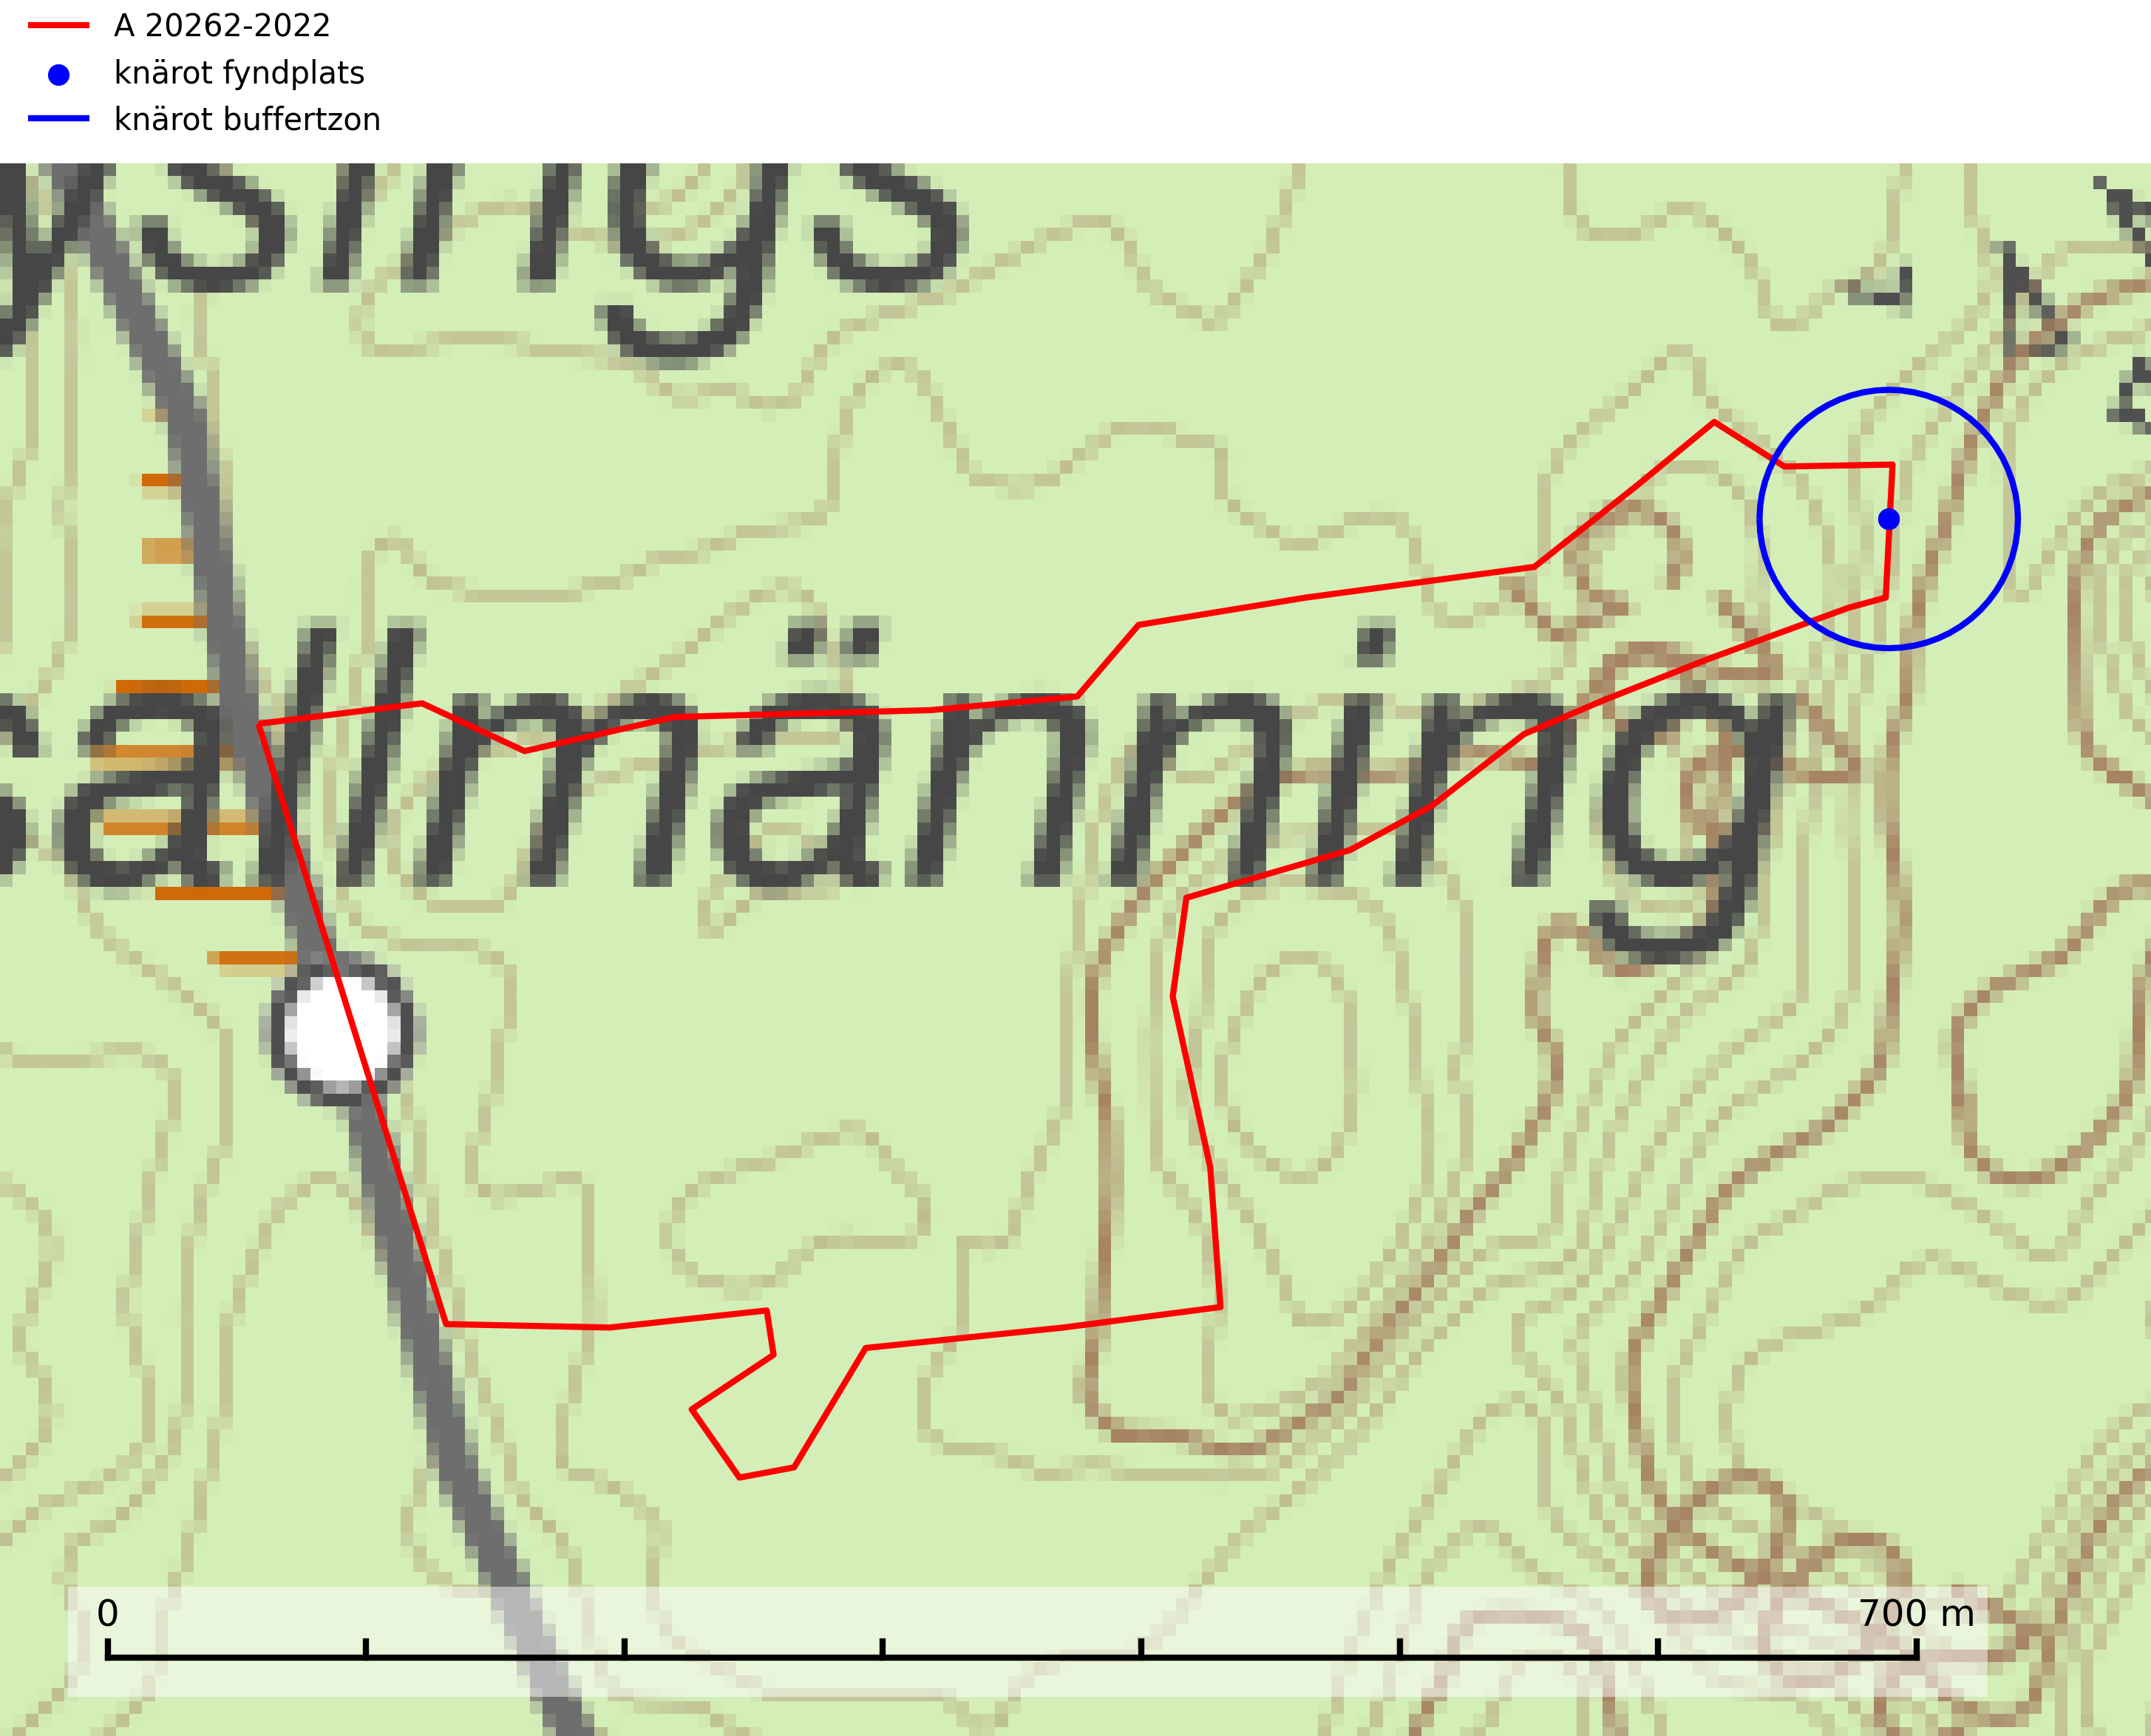 A 20262-2022
knärot fyndplats
knärot buffertzon
allmänning
0 700 m